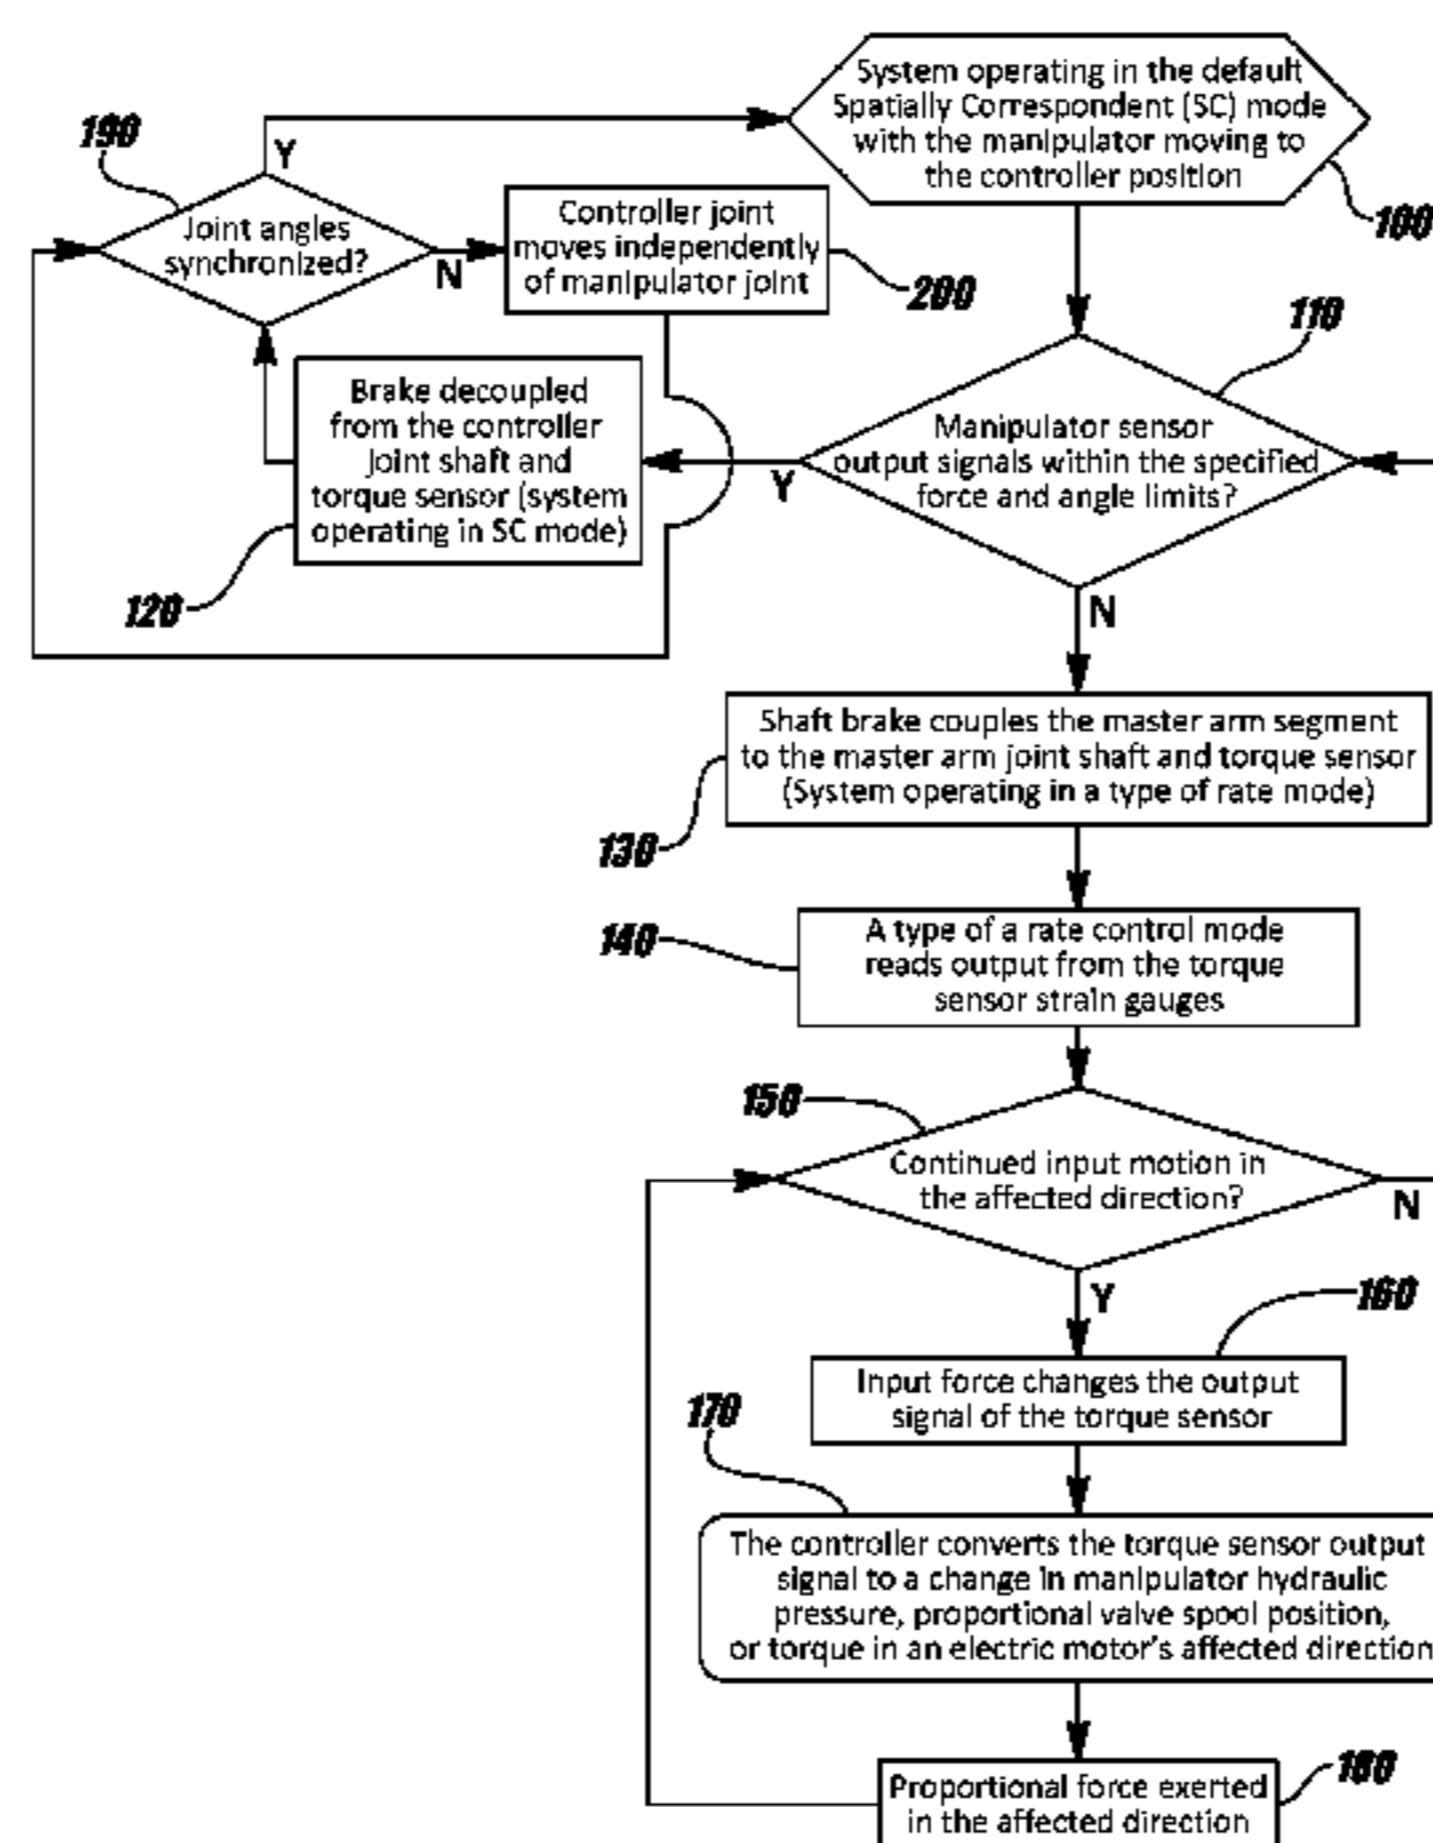 System operating in the default
Spatially Correspondent (SC) mode
with the manipulator moving to
the controller position
100
190
Y
Joint angles
synchronized?
N
Controller joint
moves independently
of manipulator joint
200
110
Manipulator sensor
output signals within the specified
force and angle limits?
Y
N
Brake decoupled
from the controller
joint shaft and
torque sensor (system
operating in SC mode)
120
Shaft brake couples the master arm segment
to the master arm joint shaft and torque sensor
(System operating in a type of rate mode)
130
140
A type of a rate control mode
reads output from the torque
sensor strain gauges
150
Continued input motion in
the affected direction?
N
Y
160
Input force changes the output
signal of the torque sensor
170
The controller converts the torque sensor output
signal to a change in manipulator hydraulic
pressure, proportional valve spool position,
or torque in an electric motor's affected direction
180
Proportional force exerted
in the affected direction